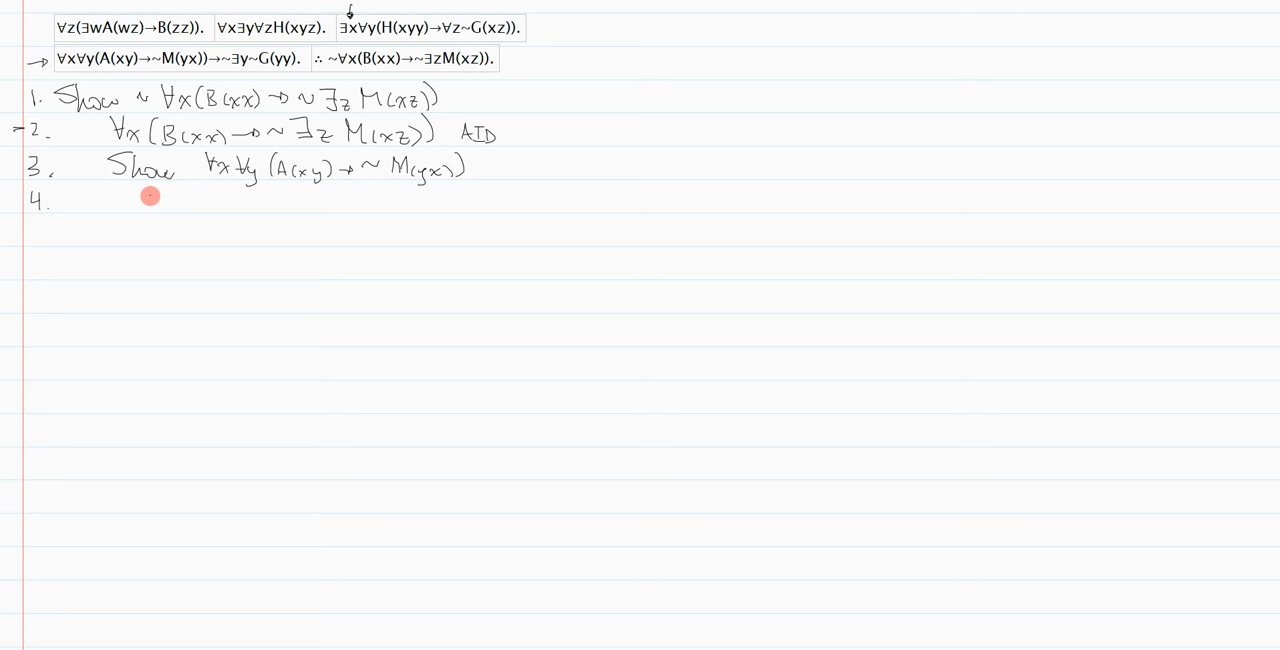 ∀z(∃wA(wz)→B(zz)). ∀x∃y∀zH(xyz). ∃x∀y(H(xyy)→∀z~G(xz)).
∀x∀y(A(xy)→~M(yx))→~∃y~G(yy). ∴ ~∀x(B(xx)→~∃zM(xz)).
1. Show ~∀x(B(xx)→~∃z M(xz))
2. ∀x(B(xx)→~∃z M(xz)) AID
3. Show ∀x∀y(A(xy)→~M(yx))
4.